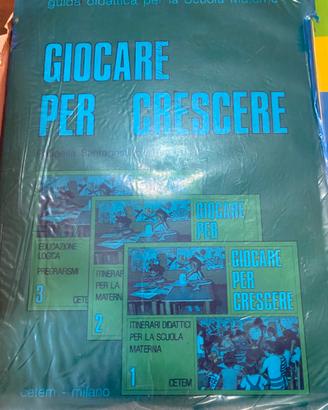 guida didattica per la Scuola Materna
GIOCARE
PER CRESCERE
EDUCAZIONE
LOGICA
PREGRAFISMI
3
CETEM
GIOCARE
PER
ITINERARI
PER LA
MATERNA
2
GIOCARE
PER
CRESCERE
ITINERARI DIDATTICI
PER LA SCUOLA
MATERNA
1
CETEM
cetem - milano